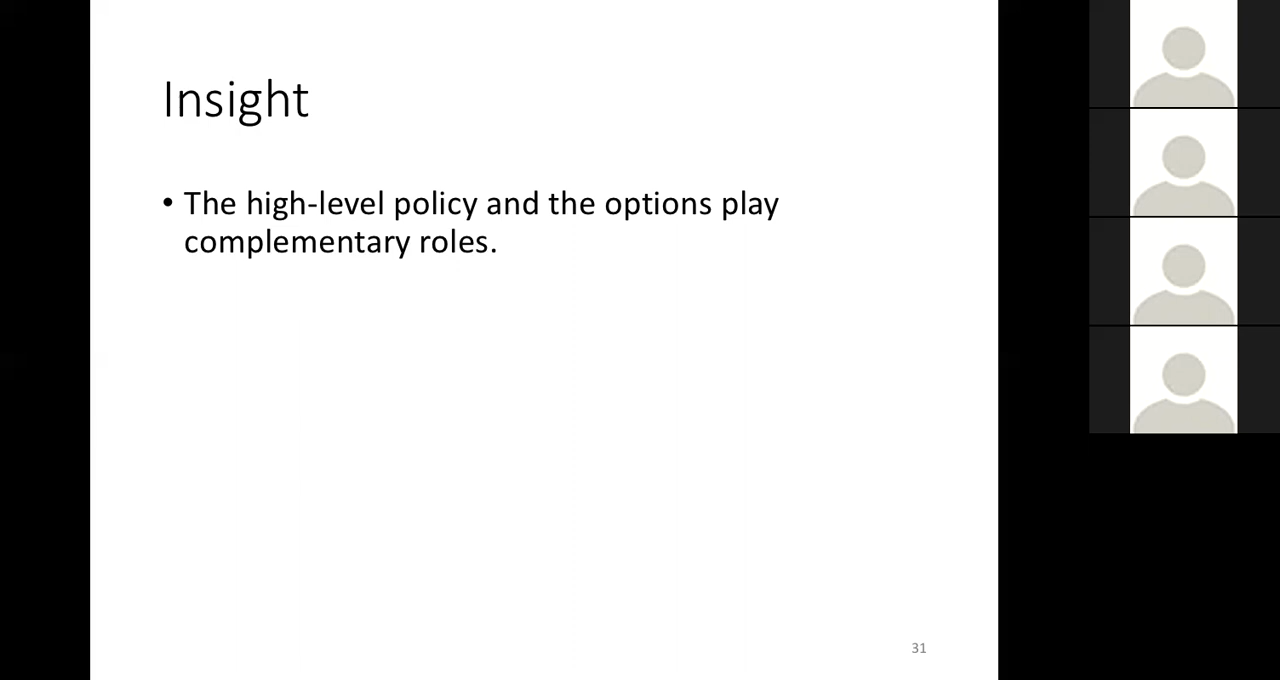 Insight
• The high-level policy and the options play
complementary roles.
31